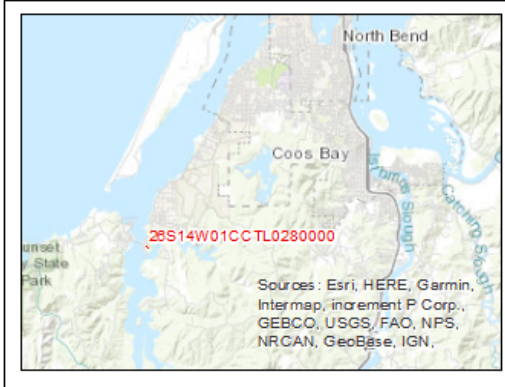 North Bend
Coos Bay
Isthmus Slough
Catching Slough
26S14W01CCTL0280000
unset
y State
Park
Sources: Esri, HERE, Garmin,
Intermap, increment P Corp.,
GEBCO, USGS, FAO, NPS,
NRCAN, GeoBase, IGN,